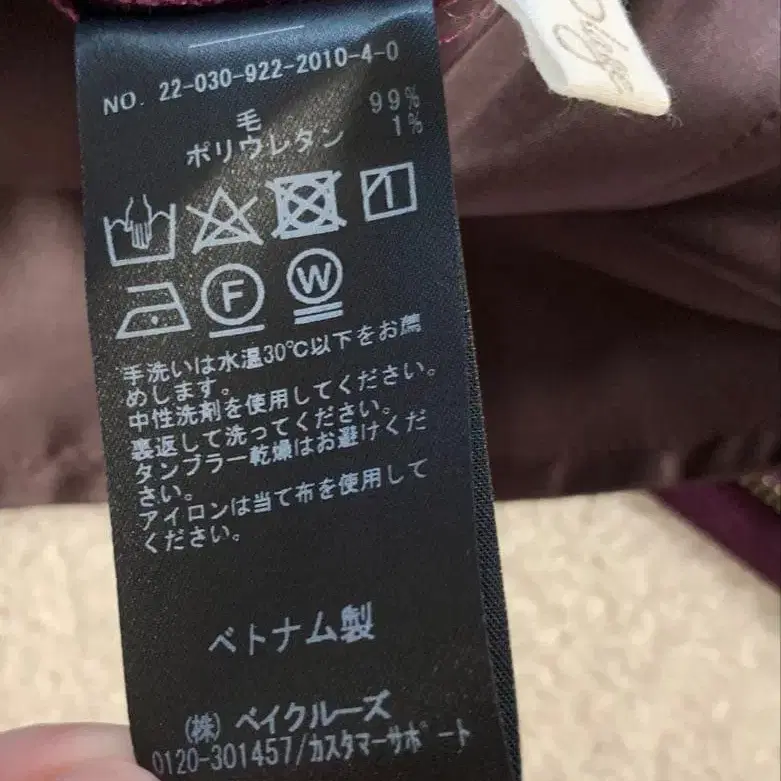 NO. 22-030-922-2010-4-0
毛 99%
ポリウレタン 1%
F W
手洗いは水温30℃以下をお薦
めします。
中性洗剤を使用してください。
裏返して洗ってください。
タンブラー乾燥はお避けくだ
さい。
アイロンは当て布を使用して
ください。
ベトナム製
(株) ベイクルーズ
0120-301457/カスタマーサポート